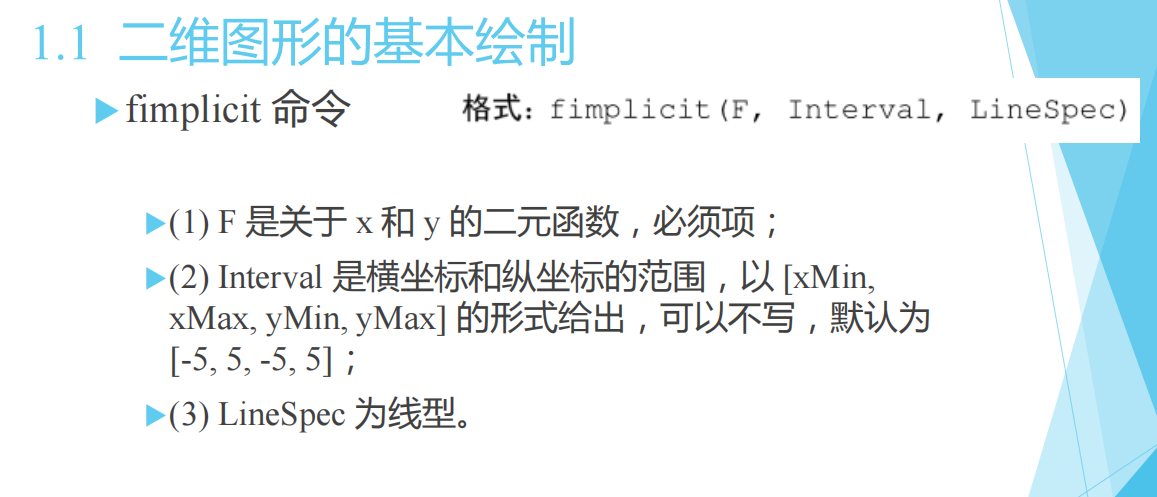 1.1 二维图形的基本绘制
fimplicit 命令
格式: fimplicit(F, Interval, LineSpec)
(1) F 是关于 x 和 y 的二元函数，必须项；
(2) Interval 是横坐标和纵坐标的范围，以 [xMin,
xMax, yMin, yMax] 的形式给出，可以不写，默认为
[-5, 5, -5, 5]；
(3) LineSpec 为线型。